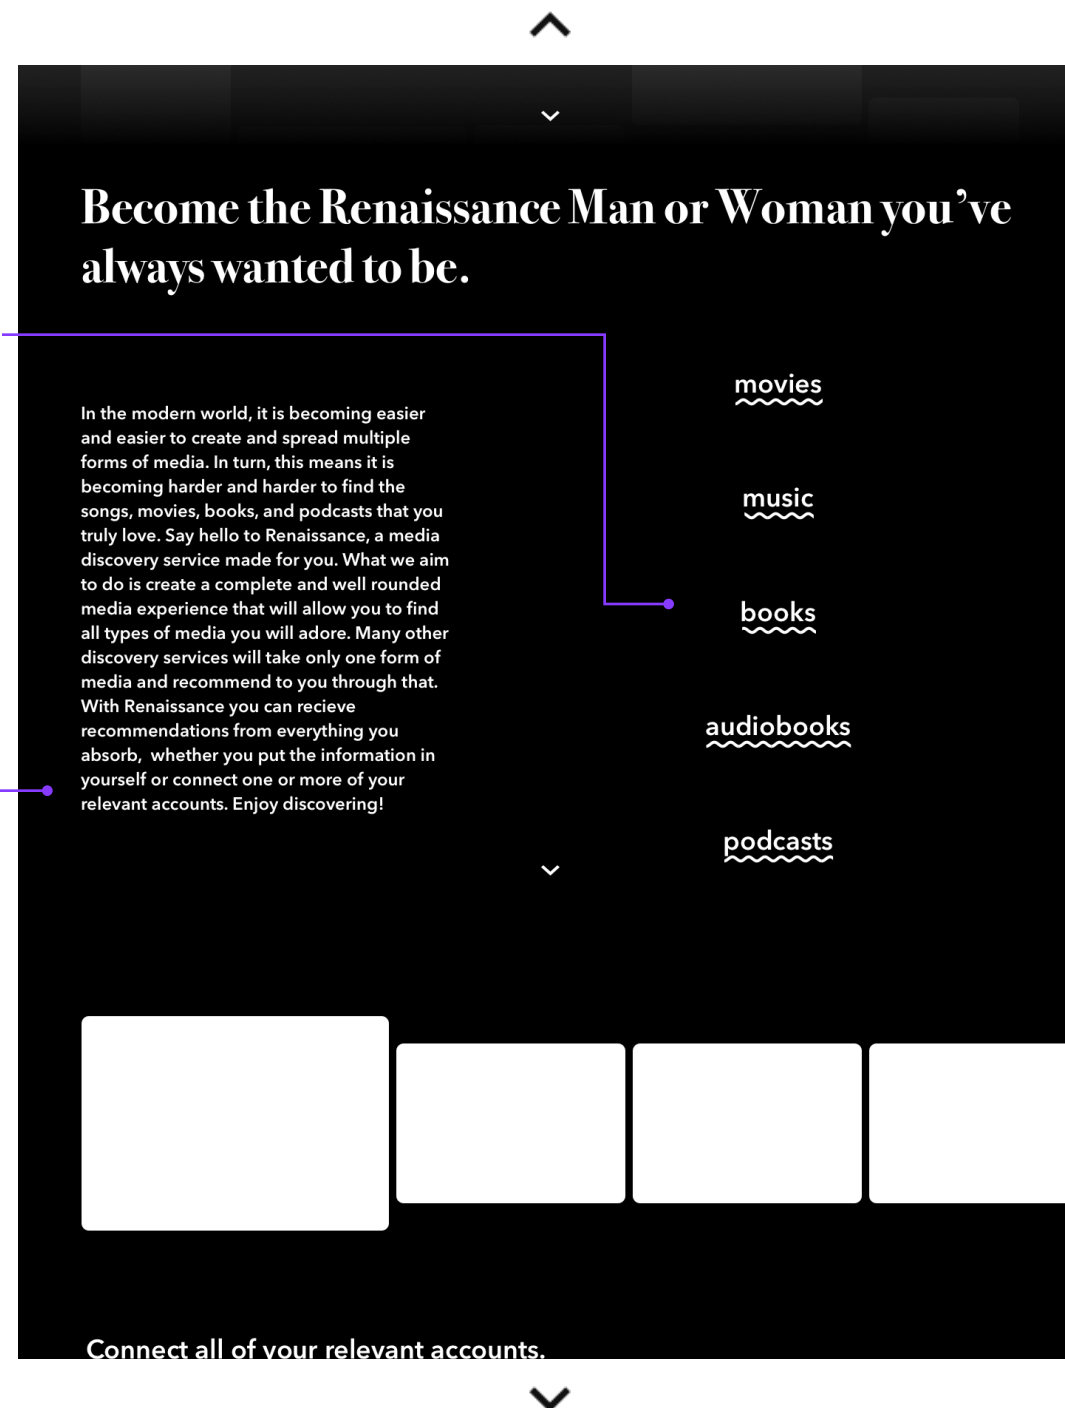 Become the Renaissance Man or Woman you’ve
always wanted to be.
In the modern world, it is becoming easier
and easier to create and spread multiple
forms of media. In turn, this means it is
becoming harder and harder to find the
songs, movies, books, and podcasts that you
truly love. Say hello to Renaissance, a media
discovery service made for you. What we aim
to do is create a complete and well rounded
media experience that will allow you to find
all types of media you will adore. Many other
discovery services will take only one form of
media and recommend to you through that.
With Renaissance you can recieve
recommendations from everything you
absorb,  whether you put the information in
yourself or connect one or more of your
relevant accounts. Enjoy discovering!
movies
music
books
audiobooks
podcasts
Connect all of your relevant accounts.